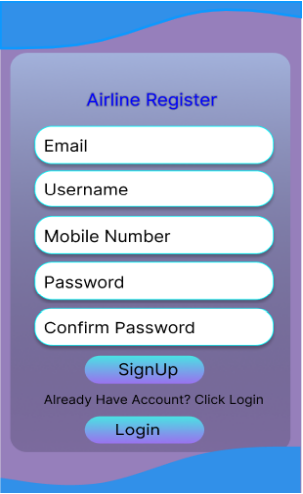 Airline Register
Email
Username
Mobile Number
Password
Confirm Password
SignUp
Already Have Account? Click Login
Login